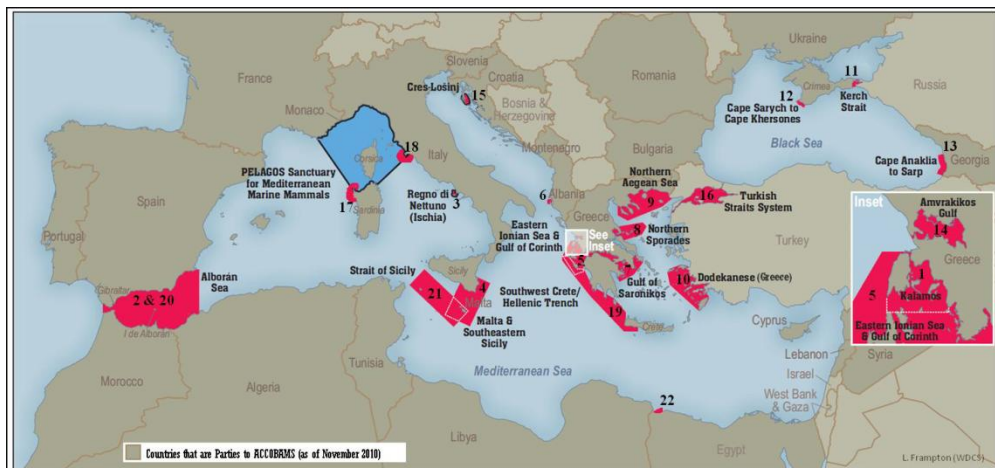 Ukraine
France
Slovenia
Croatia
Romania
Russia
11
Crimea
Kerch
Strait
12
Cape Sarych to
Cape Khersones
Cres-Lošinj
15
Bosnia &
Herzegovina
Monaco
Black Sea
13
Cape Anaklia
to Sarp
Georgia
18
Italy
Montenegro
Bulgaria
Corsica
PELAGOS Sanctuary
for Mediterranean
Marine Mammals
17
Sardinia
Regno di
Nettuno
(Ischia)
3
6
Albania
Northern
Aegean Sea
9
16
Turkish
Straits System
Spain
Portugal
Greece
Eastern
Ionian Sea &
Gulf of Corinth
See
Inset
8
Northern
Sporades
Turkey
Inset
Amvrakikos
Gulf
14
Greece
1
Kalamos
5
Eastern Ionian Sea
& Gulf of Corinth
Strait of Sicily
Sicily
5
7
Gulf of
Saronikos
10
Dodekanese (Greece)
Alborán
Sea
Gibraltar
2 & 20
I de Alborán
21
4
Malta
Malta &
Southeastern
Sicily
Southwest Crete/
Hellenic Trench
19
Crete
Cyprus
Lebanon
Syria
Israel
West Bank
& Gaza
Morocco
Algeria
Tunisia
Mediterranean Sea
22
Libya
Egypt
Countries that are Parties to ACCOBAMS (as of November 2010)
L. Frampton (WDCS)